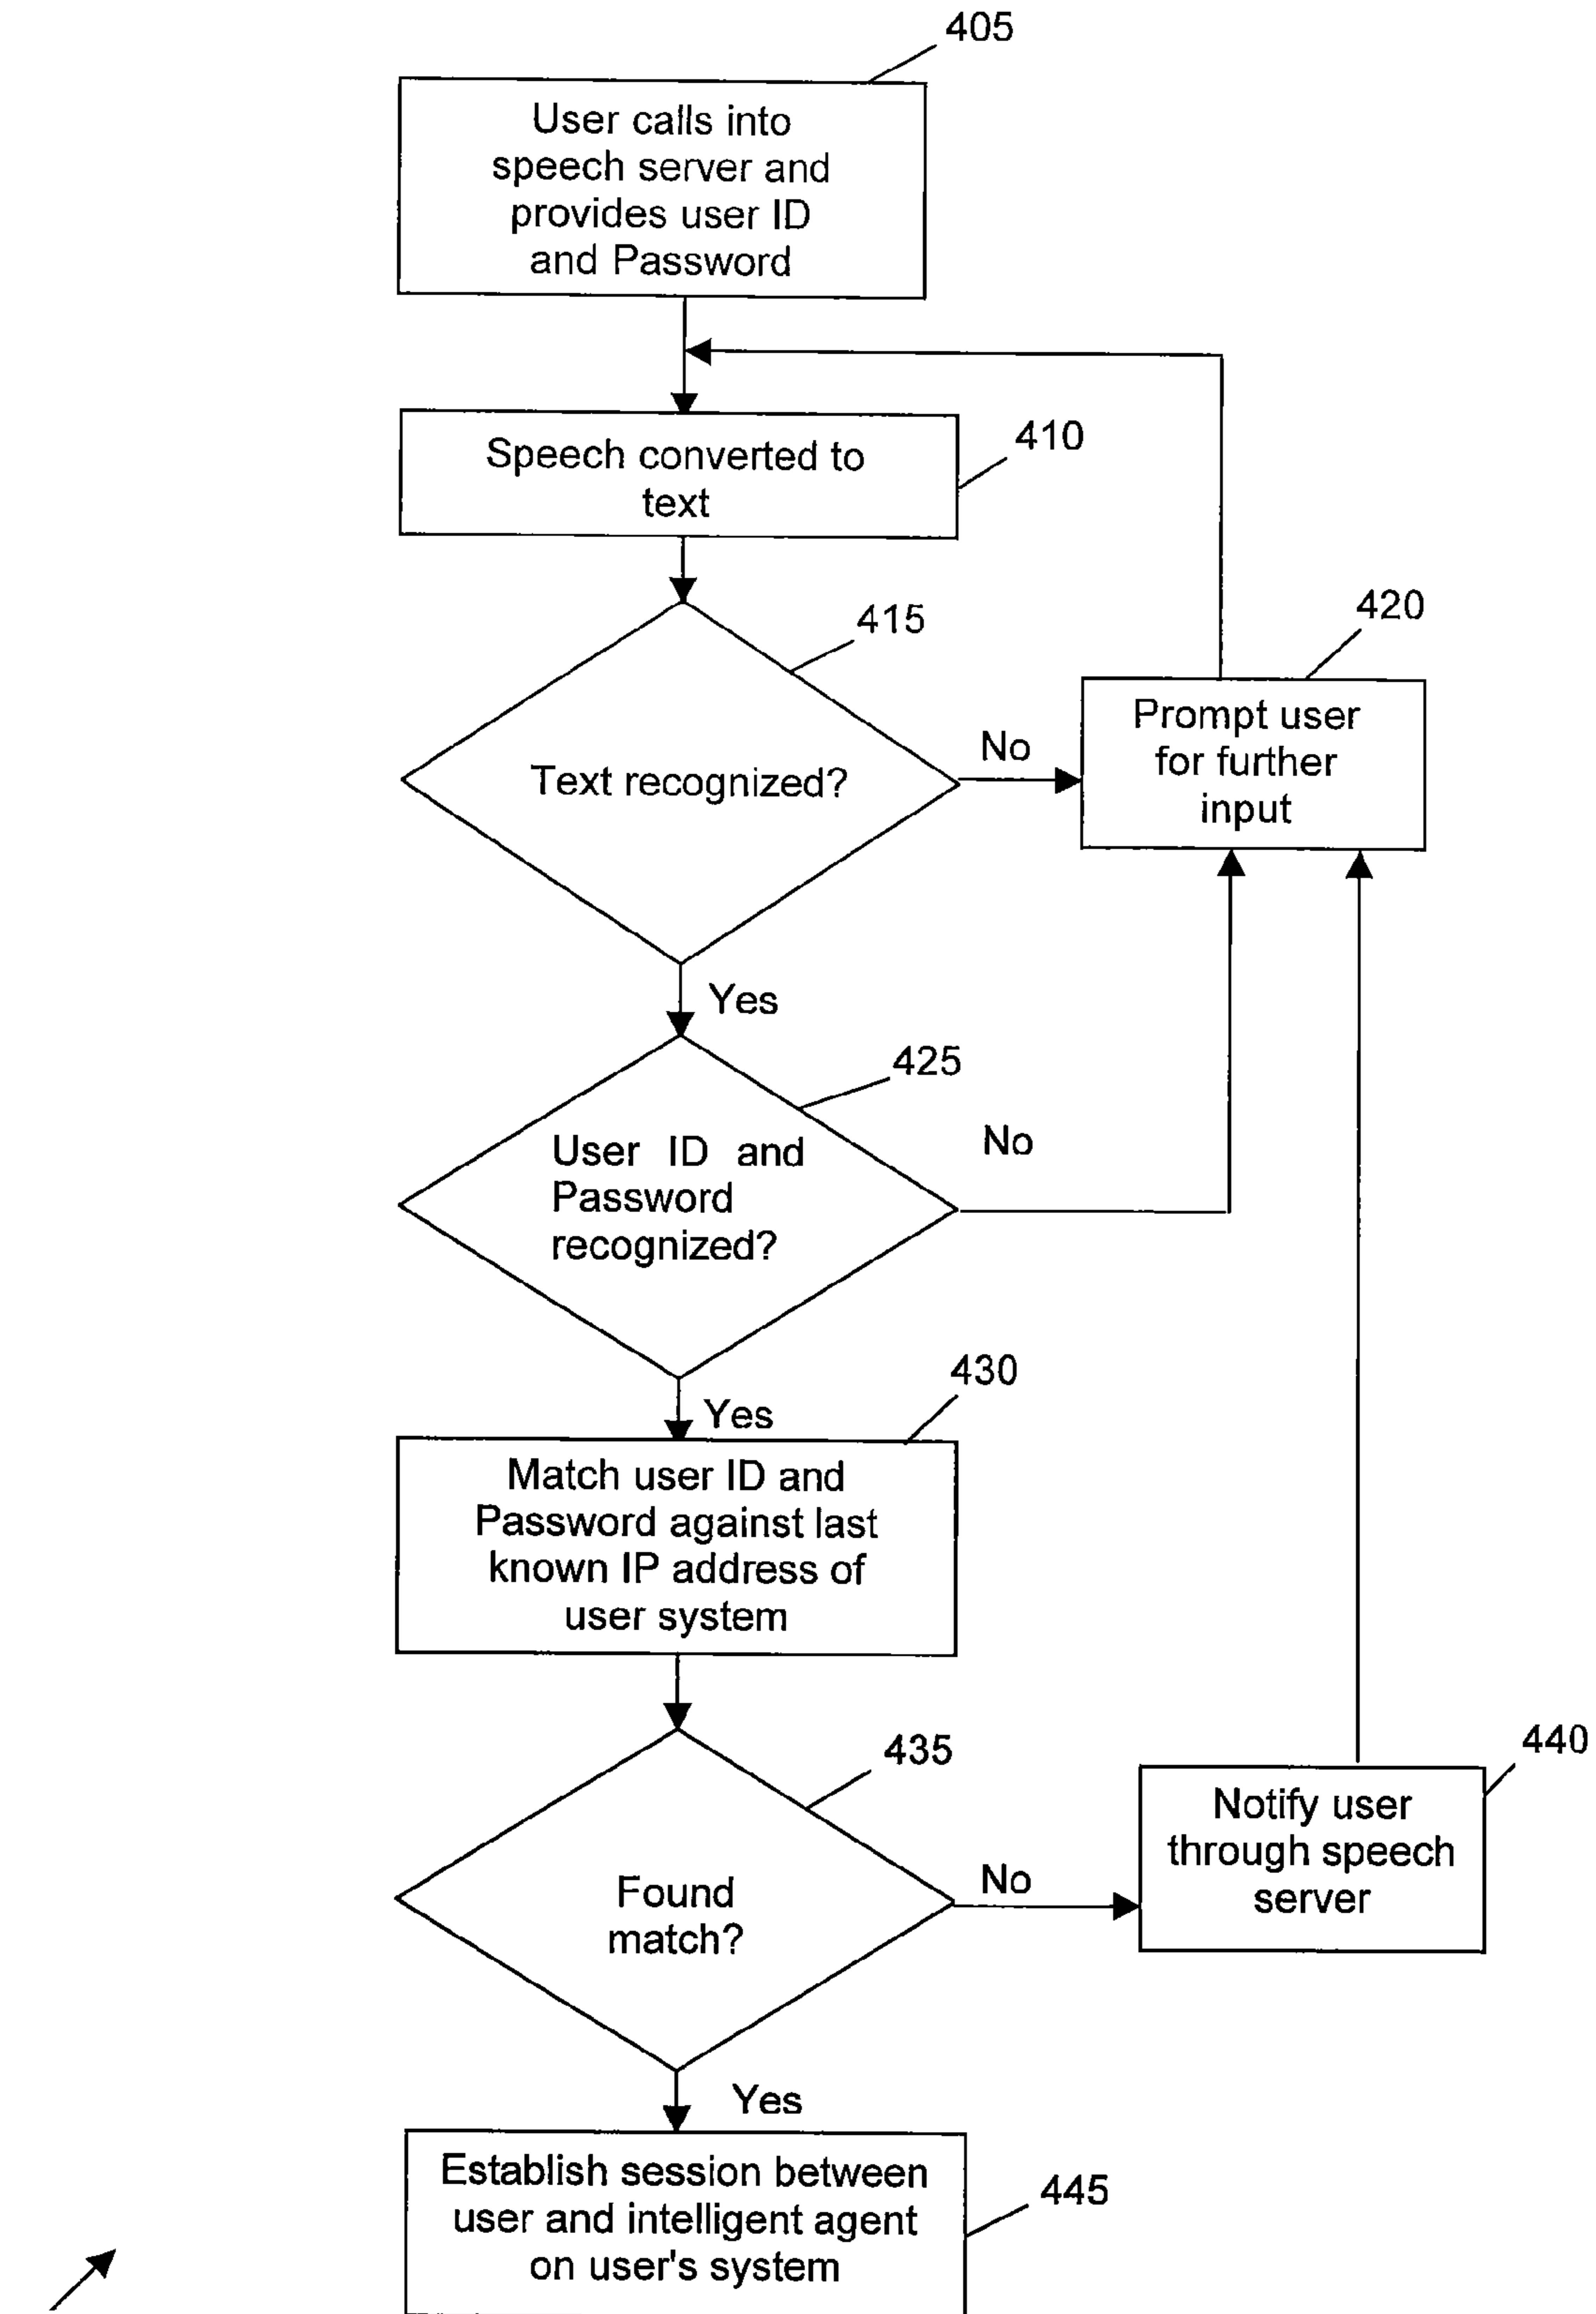 405
User calls into
speech server and
provides user ID
and Password
410
Speech converted to
text
415
Text recognized?
No
420
Prompt user
for further
input
Yes
425
User ID and
Password
recognized?
No
Yes
430
Match user ID and
Password against last
known IP address of
user system
435
Found
match?
No
440
Notify user
through speech
server
Yes
Establish session between
user and intelligent agent
on user's system
445